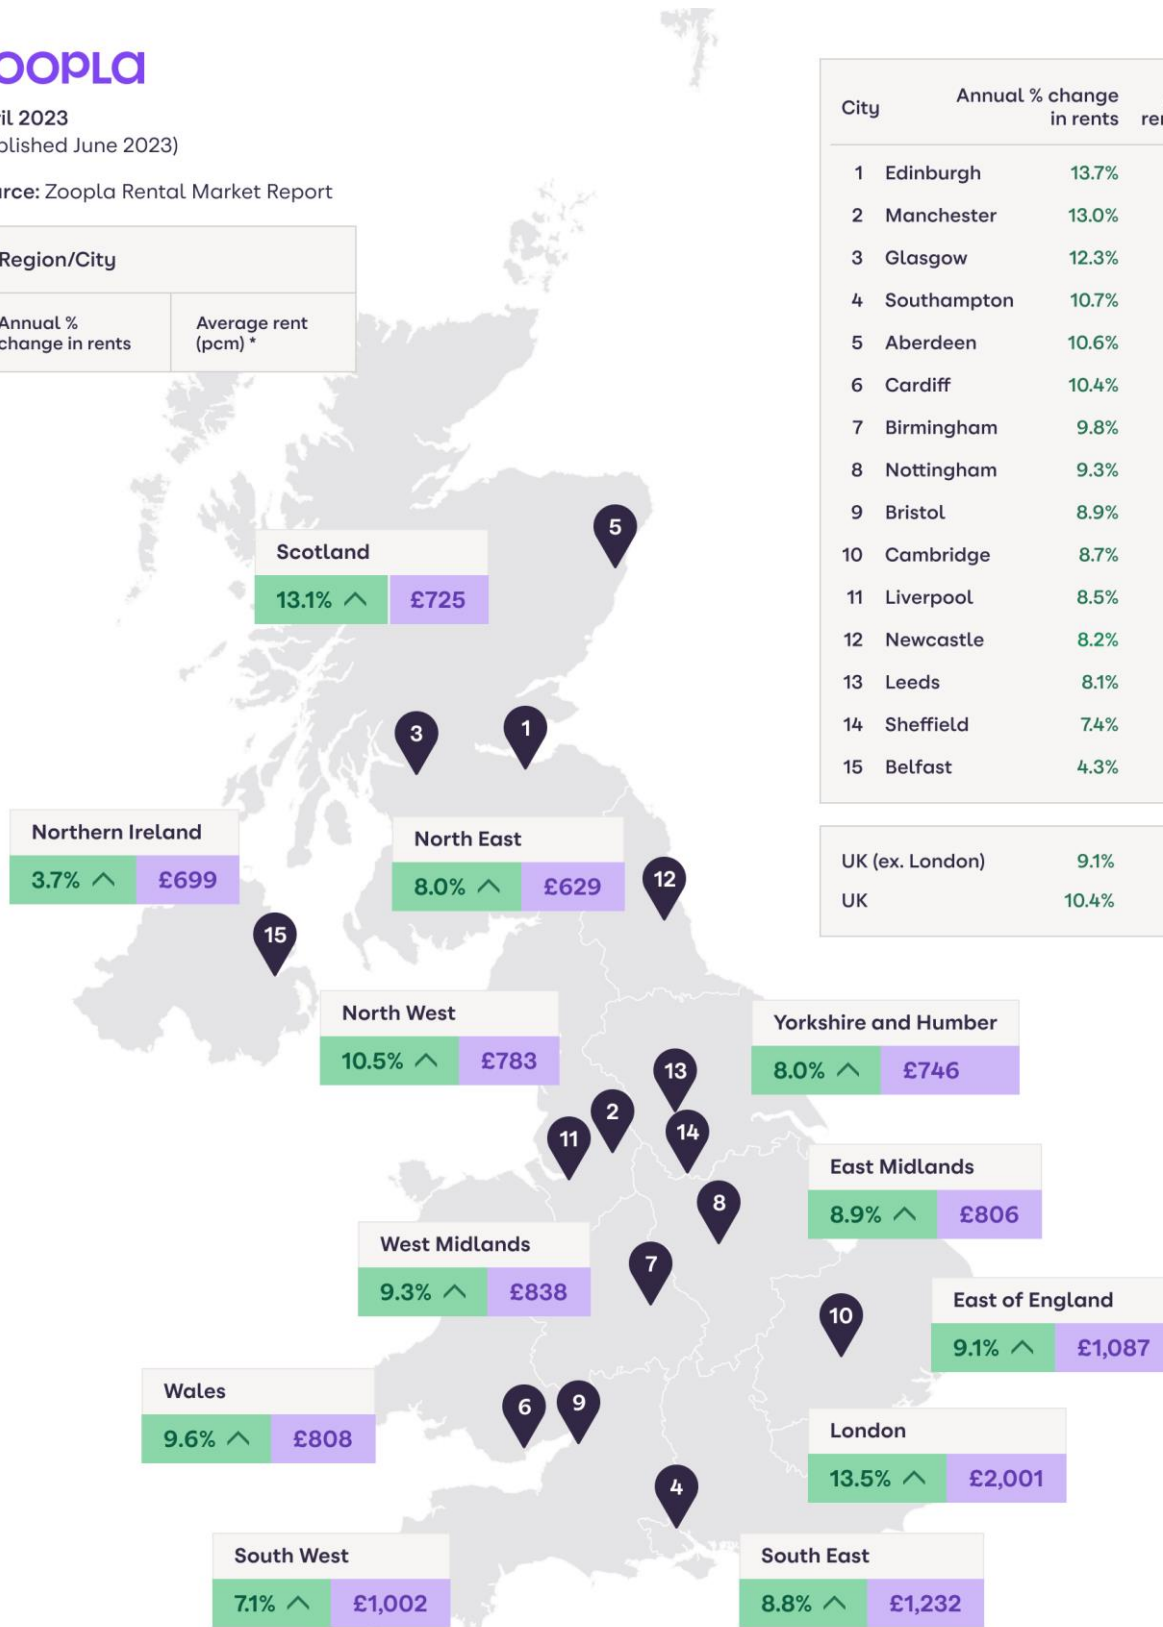 oopla
il 2023
blished June 2023)
urce: Zoopla Rental Market Report
Region/City
Annual %
change in rents
Average rent
(pcm) *
City
Annual % change
in rents
ren
1 Edinburgh 13.7%
2 Manchester 13.0%
3 Glasgow 12.3%
4 Southampton 10.7%
5 Aberdeen 10.6%
6 Cardiff 10.4%
7 Birmingham 9.8%
8 Nottingham 9.3%
9 Bristol 8.9%
10 Cambridge 8.7%
11 Liverpool 8.5%
12 Newcastle 8.2%
13 Leeds 8.1%
14 Sheffield 7.4%
15 Belfast 4.3%
UK (ex. London) 9.1%
UK 10.4%
5
Scotland
13.1% £725
3
1
Northern Ireland
3.7% £699
North East
8.0% £629
12
15
North West
10.5% £783
Yorkshire and Humber
8.0% £746
13
2
11
14
East Midlands
8.9% £806
8
West Midlands
9.3% £838
7
East of England
9.1% £1,087
10
Wales
9.6% £808
6
9
London
13.5% £2,001
4
South West
7.1% £1,002
South East
8.8% £1,232